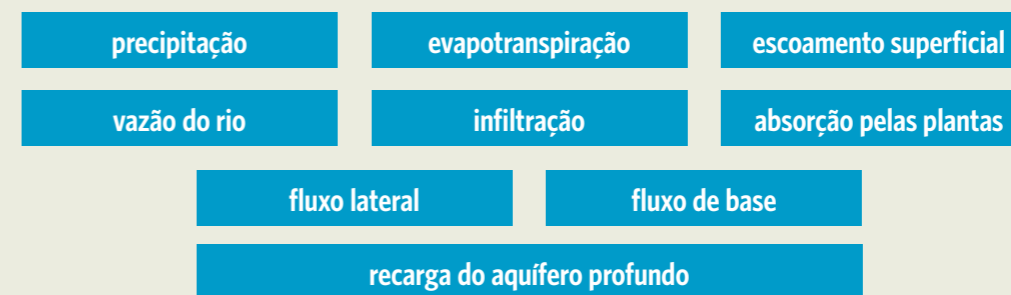 precipitação
evapotranspiração
escoamento superficial
vazão do rio
infiltração
absorção pelas plantas
fluxo lateral
fluxo de base
recarga do aquífero profundo